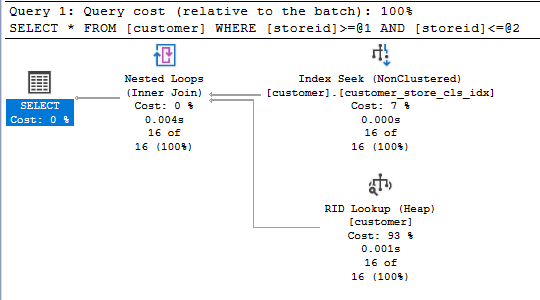 Query 1: Query cost (relative to the batch): 100%
SELECT * FROM [customer] WHERE [storeid]>=@1 AND [storeid]<=@2
SELECT
Cost: 0 %
Nested Loops
(Inner Join)
Cost: 0 %
0.004s
16 of
16 (100%)
Index Seek (NonClustered)
[customer].[customer_store_cls_idx]
Cost: 7 %
0.000s
16 of
16 (100%)
RID Lookup (Heap)
[customer]
Cost: 93 %
0.001s
16 of
16 (100%)